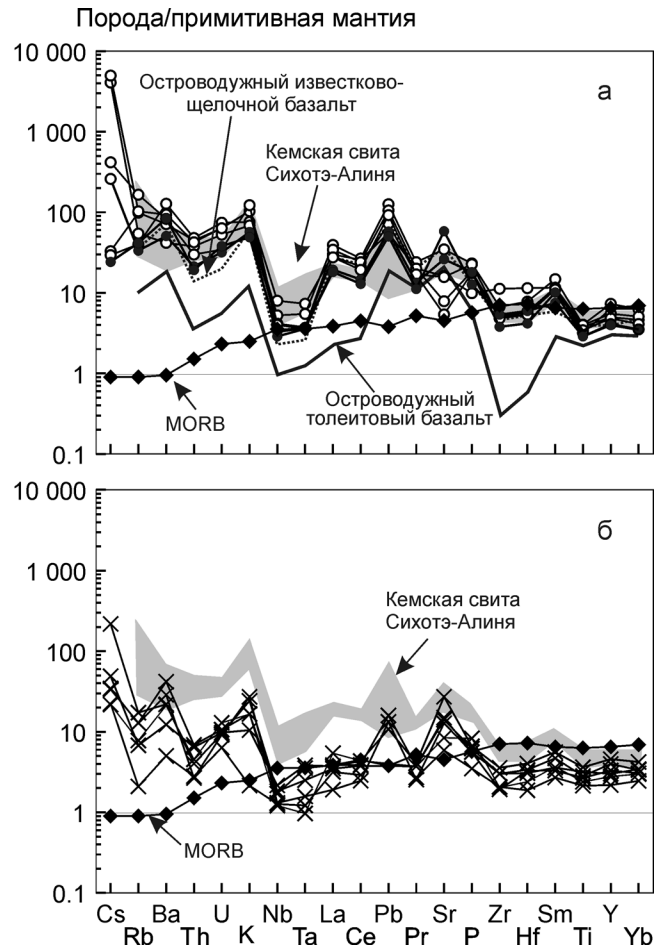 Порода/примитивная мантия
10 000
а
Островодужный известково-
щелочной базальт
1 000
Кемская свита
Сихотэ-Алиня
100
10
1
MORB
Островодужный
толеитовый базальт
0.1
10 000
б
1 000
Кемская свита
Сихотэ-Алиня
100
10
1
MORB
0.1
Cs Ba U Nb La Pb Sr Zr Sm Y
Rb Th K Ta Ce Pr P Hf Ti Yb